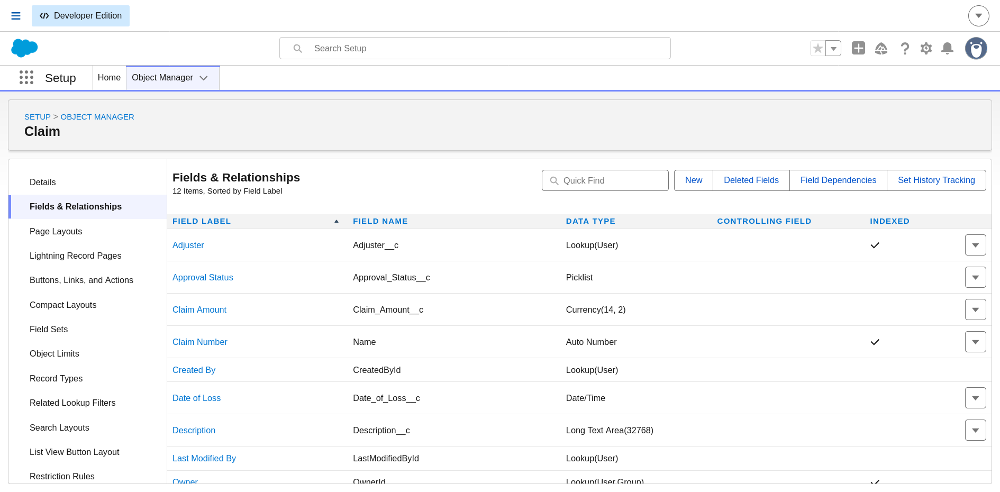 Developer Edition
Search Setup
Setup
Home
Object Manager
SETUP > OBJECT MANAGER
Claim
Details
Fields & Relationships
Page Layouts
Lightning Record Pages
Buttons, Links, and Actions
Compact Layouts
Field Sets
Object Limits
Record Types
Related Lookup Filters
Search Layouts
List View Button Layout
Restriction Rules
Fields & Relationships
12 Items, Sorted by Field Label
Quick Find
New
Deleted Fields
Field Dependencies
Set History Tracking
FIELD LABEL FIELD NAME DATA TYPE CONTROLLING FIELD INDEXED
Adjuster Adjuster__c Lookup(User)
Approval Status Approval_Status__c Picklist
Claim Amount Claim_Amount__c Currency(14, 2)
Claim Number Name Auto Number
Created By CreatedById Lookup(User)
Date of Loss Date_of_Loss__c Date/Time
Description Description__c Long Text Area(32768)
Last Modified By LastModifiedById Lookup(User)
Owner OwnerId Lookup(User,Group)